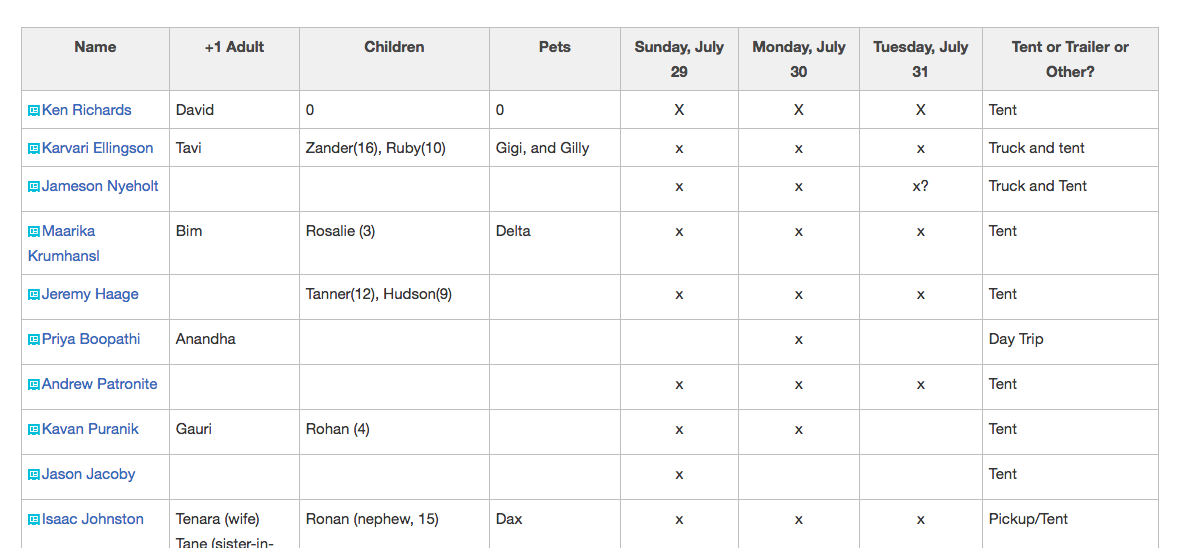 Name +1 Adult Children Pets Sunday, July 29 Monday, July 30 Tuesday, July 31 Tent or Trailer or Other?
Ken Richards David 0 0 X X X Tent
Karvari Ellingson Tavi Zander(16), Ruby(10) Gigi, and Gilly x x x Truck and tent
Jameson Nyeholt x x x? Truck and Tent
Maarika Krumhansl Bim Rosalie (3) Delta x x x Tent
Jeremy Haage Tanner(12), Hudson(9) x x x Tent
Priya Boopathi Anandha x Day Trip
Andrew Patronite x x x Tent
Kavan Puranik Gauri Rohan (4) x x Tent
Jason Jacoby x Tent
Isaac Johnston Tenara (wife) Ronan (nephew, 15) Dax x x x Pickup/Tent
Tane (sister-in-